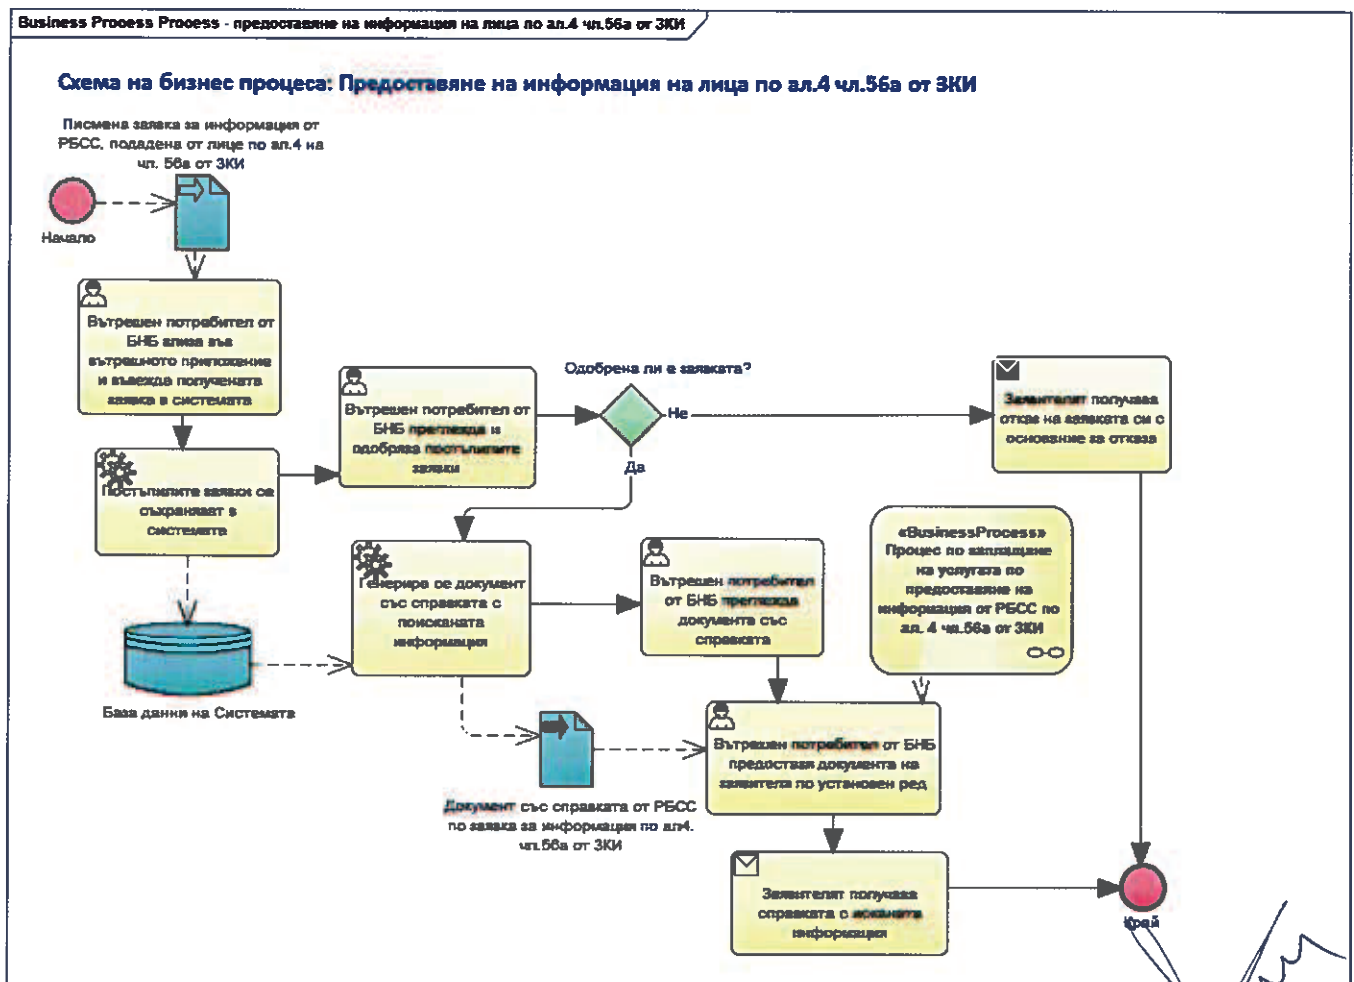 Business Process Process - предоставяне на информация на лица по ал.4 чл.56а от ЗКИ
Схема на бизнес процеса: Предоставяне на информация на лица по ал.4 чл.56а от ЗКИ
Писмена заявка за информация от
РБСС, подадена от лице по ал.4 на
чл. 56а от ЗКИ
Начало
Вътрешен потребител от
БНБ влиза във
вътрешното приложение
и въвежда получената
заявка в системата
Постъпилите заявки се
съхраняват в
системата
База данни на Системата
Вътрешен потребител от
БНБ преглежда и
одобрява постъпилите
заявки
Одобрена ли е заявката?
Не
Да
Заявителят получава
отказ на заявката си с
основание за отказа
Генерира се документ
със справката с
поисканата
информация
Вътрешен потребител
от БНБ преглежда
документа със
справката
«BusinessProcess»
Процес по заплащане
на услугата по
предоставяне на
информация от РБСС по
ал. 4 чл.56а от ЗКИ
Документ със справката от РБСС
по заявка за информация по ал4.
чл.56а от ЗКИ
Вътрешен потребител от БНБ
предоставя документа на
заявителя по установен ред
Заявителят получава
справката с исканата
информация
Край